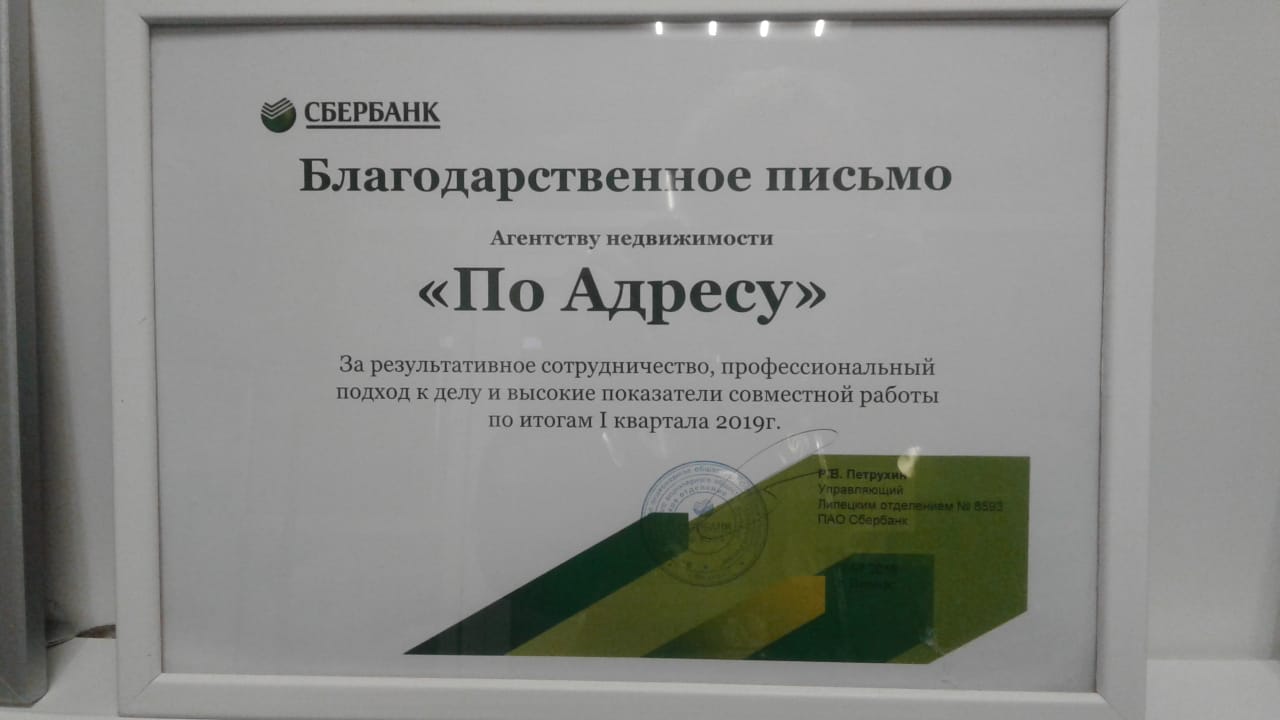 СБЕРБАНК
Благодарственное письмо
Агентству недвижимости
«По Адресу»
За результативное сотрудничество, профессиональный
подход к делу и высокие показатели совместной работы
по итогам I квартала 2019г.
Р.В. Петрухин
Управляющий
Липецким отделением № 8593
ПАО Сбербанк